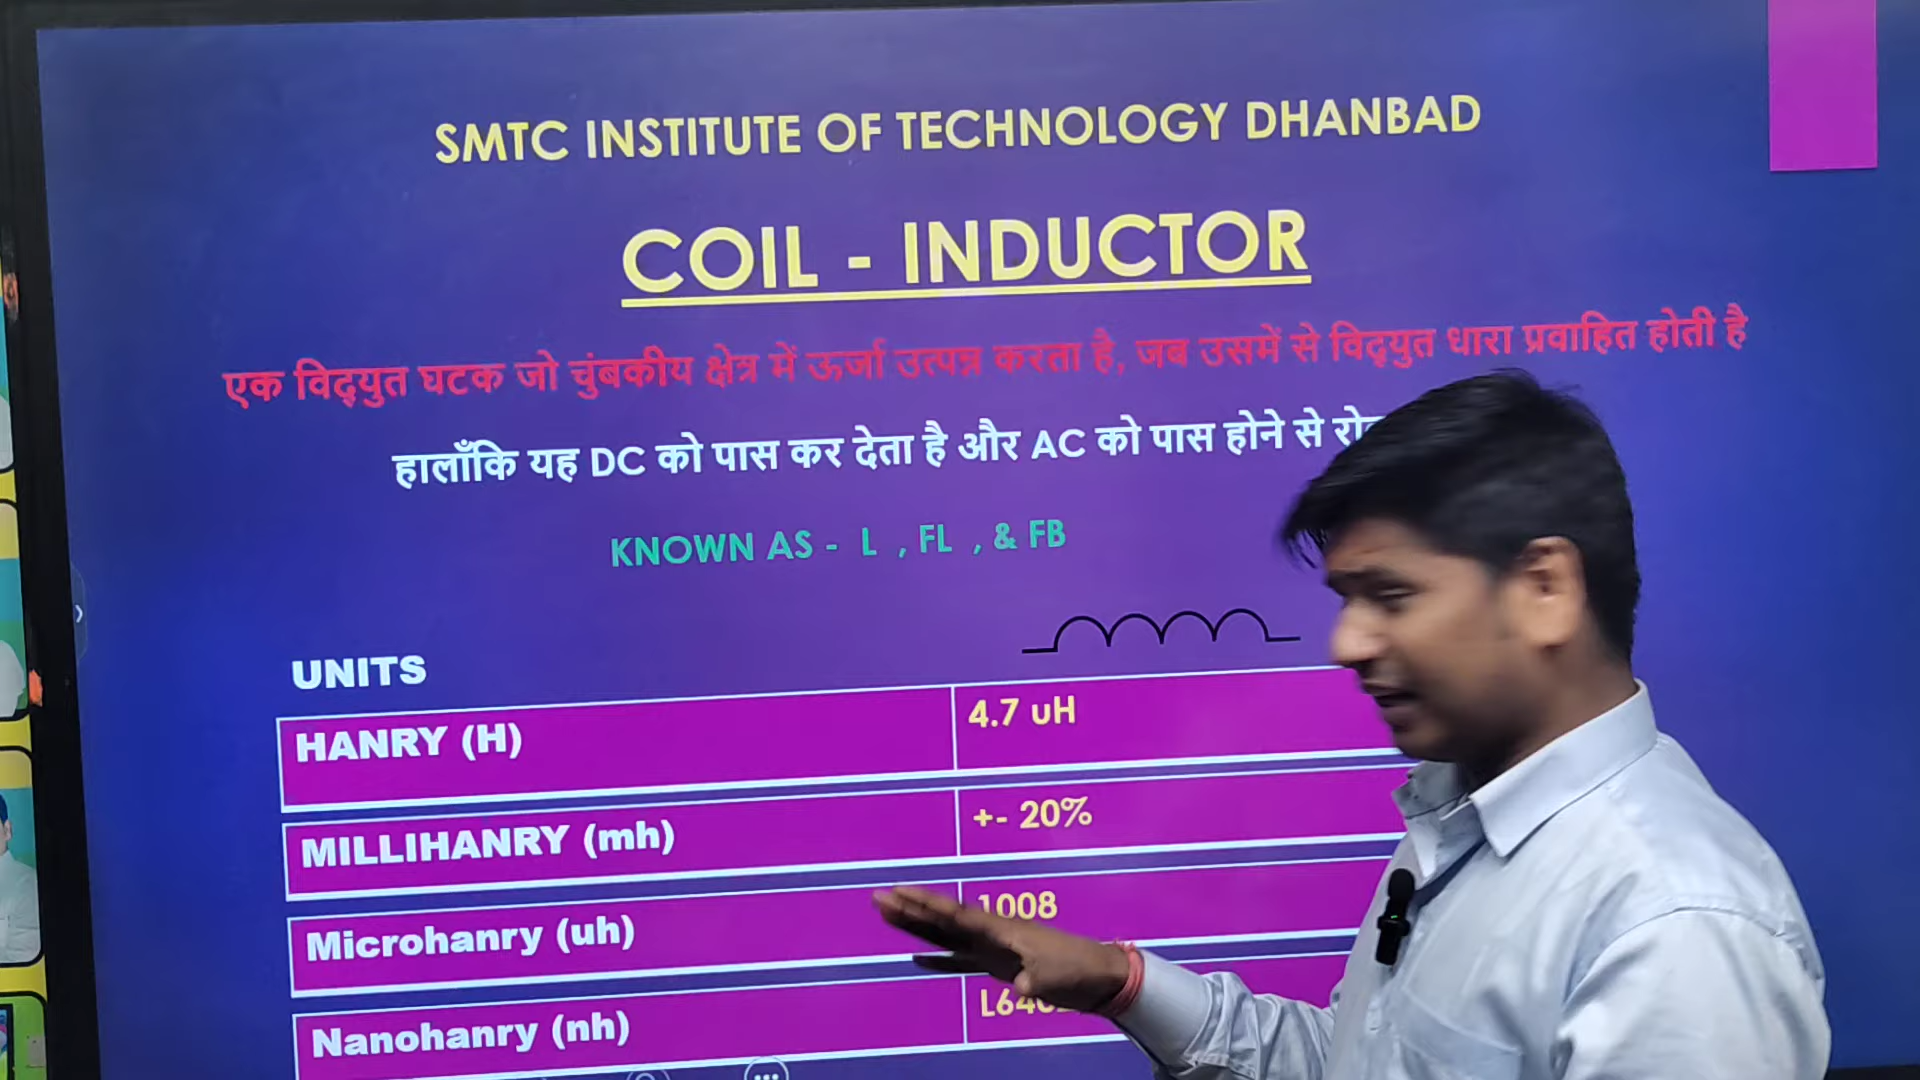 SMTC INSTITUTE OF TECHNOLOGY DHANBAD
COIL - INDUCTOR
एक विद्युत घटक जो चुंबकीय क्षेत्र में ऊर्जा उत्पन्न करता है, जब उसमें से विद्युत धारा प्रवाहित होती है
हालाँकि यह DC को पास कर देता है और AC को पास होने से
KNOWN AS - L , FL , & FB
UNITS
HANRY (H) 4.7 uH
MILLIHANRY (mh) +- 20%
Microhanry (uh) 1008
Nanohanry (nh)